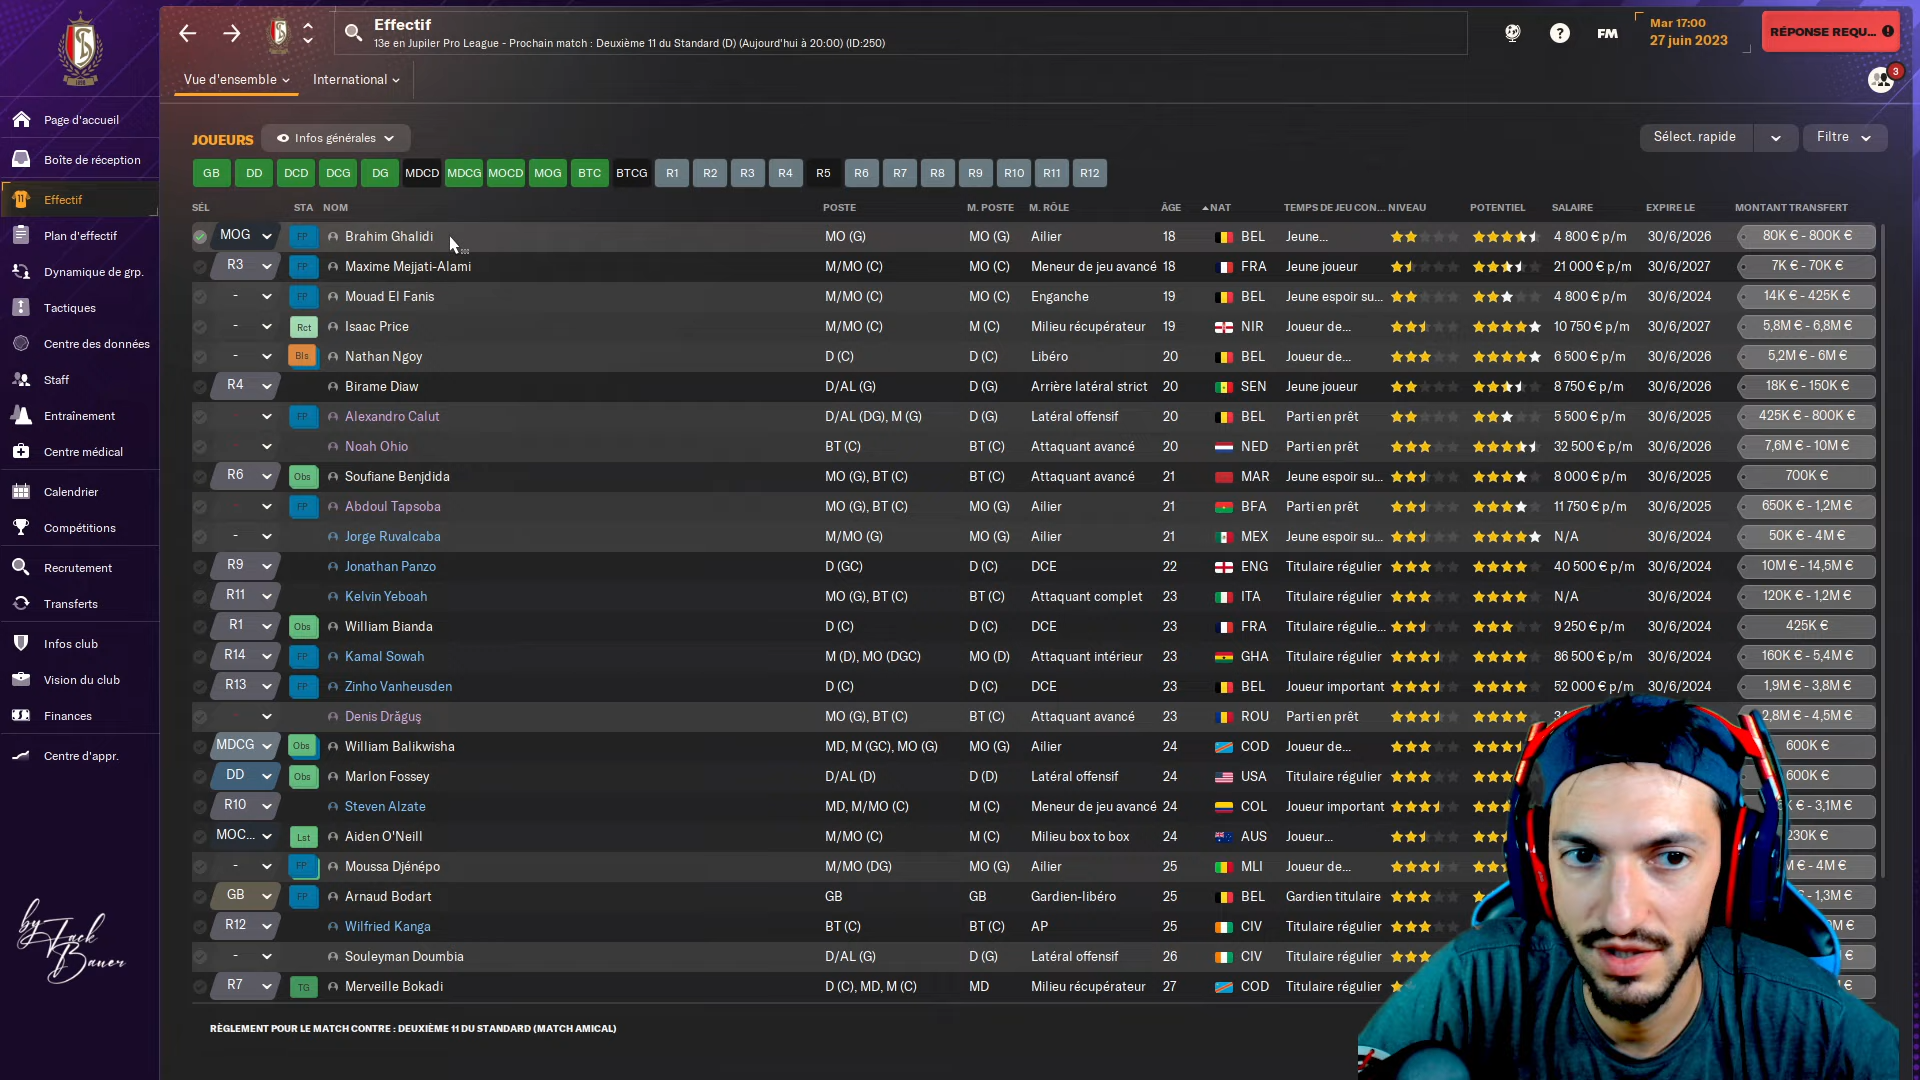 Effectif
13e en Jupiler Pro League - Prochain match : Deuxième 11 du Standard (D) (Aujourd'hui à 20:00) (ID:250)
FM
Mar 17:00
27 juin 2023
RÉPONSE REQU...
3
Vue d'ensemble
International
Page d'accueil
Boîte de réception
Effectif
Plan d'effectif
Dynamique de grp.
Tactiques
Centre des données
Staff
Entraînement
Centre médical
Calendrier
Compétitions
Recrutement
Transferts
Infos club
Vision du club
Finances
Centre d'appr.
by Jack Bauer
JOUEURS Infos générales
Sélect. rapide Filtre
GB DD DCD DCG DG MDCD MDCG MOCD MOG BTC BTCG R1 R2 R3 R4 R5 R6 R7 R8 R9 R10 R11 R12
SÉL STA NOM POSTE M. POSTE M. RÔLE ÂGE NAT TEMPS DE JEU CON... NIVEAU POTENTIEL SALAIRE EXPIRE LE MONTANT TRANSFERT
MOG FP Brahim Ghalidi MO (G) MO (G) Ailier 18 BEL Jeune... 4 800 € p/m 30/6/2026 80K € - 800K €
R3 FP Maxime Mejjati-Alami M/MO (C) MO (C) Meneur de jeu avancé 18 FRA Jeune joueur 21 000 € p/m 30/6/2027 7K € - 70K €
- FP Mouad El Fanis M/MO (C) MO (C) Enganche 19 BEL Jeune espoir su... 4 800 € p/m 30/6/2024 14K € - 425K €
- Rct Isaac Price M/MO (C) M (C) Milieu récupérateur 19 NIR Joueur de... 10 750 € p/m 30/6/2027 5,8M € - 6,8M €
- Bls Nathan Ngoy D (C) D (C) Libéro 20 BEL Joueur de... 6 500 € p/m 30/6/2026 5,2M € - 6M €
R4 Birame Diaw D/AL (G) D (G) Arrière latéral strict 20 SEN Jeune joueur 8 750 € p/m 30/6/2026 18K € - 150K €
- FP Alexandro Calut D/AL (DG), M (G) D (G) Latéral offensif 20 BEL Parti en prêt 5 500 € p/m 30/6/2025 425K € - 800K €
- Noah Ohio BT (C) BT (C) Attaquant avancé 20 NED Parti en prêt 32 500 € p/m 30/6/2026 7,6M € - 10M €
R6 Obs Soufiane Benjdida MO (G), BT (C) BT (C) Attaquant avancé 21 MAR Jeune espoir su... 8 000 € p/m 30/6/2025 700K €
- FP Abdoul Tapsoba MO (G), BT (C) MO (G) Ailier 21 BFA Parti en prêt 11 750 € p/m 30/6/2025 650K € - 1,2M €
- Jorge Ruvalcaba M/MO (G) MO (G) Ailier 21 MEX Jeune espoir su... N/A 30/6/2024 50K € - 4M €
R9 Jonathan Panzo D (GC) D (C) DCE 22 ENG Titulaire régulier 40 500 € p/m 30/6/2024 10M € - 14,5M €
R11 Kelvin Yeboah MO (G), BT (C) BT (C) Attaquant complet 23 ITA Titulaire régulier N/A 30/6/2024 120K € - 1,2M €
R1 Obs William Bianda D (C) D (C) DCE 23 FRA Titulaire régulie... 9 250 € p/m 30/6/2024 425K €
R14 FP Kamal Sowah M (D), MO (DGC) MO (D) Attaquant intérieur 23 GHA Titulaire régulier 86 500 € p/m 30/6/2024 160K € - 5,4M €
R13 FP Zinho Vanheusden D (C) D (C) DCE 23 BEL Joueur important 52 000 € p/m 30/6/2024 1,9M € - 3,8M €
- Denis Drăguş MO (G), BT (C) BT (C) Attaquant avancé 23 ROU Parti en prêt 2,8M € - 4,5M €
MDCG Obs William Balikwisha MD, M (GC), MO (G) MO (G) Ailier 24 COD Joueur de... 600K €
DD Obs Marlon Fossey D/AL (D) D (D) Latéral offensif 24 USA Titulaire régulier 600K €
R10 Steven Alzate MD, M/MO (C) M (C) Meneur de jeu avancé 24 COL Joueur important € - 3,1M €
MOC... Lst Aiden O'Neill M/MO (C) M (C) Milieu box to box 24 AUS Joueur... 230K €
- FP Moussa Djénépo M/MO (DG) MO (G) Ailier 25 MLI Joueur de... € - 4M €
GB FP Arnaud Bodart GB GB Gardien-libéro 25 BEL Gardien titulaire € - 1,3M €
R12 Wilfried Kanga BT (C) BT (C) AP 25 CIV Titulaire régulier M €
- Souleyman Doumbia D/AL (G) D (G) Latéral offensif 26 CIV Titulaire régulier €
R7 TG Merveille Bokadi D (C), MD, M (C) MD Milieu récupérateur 27 COD Titulaire régulier €
RÈGLEMENT POUR LE MATCH CONTRE : DEUXIÈME 11 DU STANDARD (MATCH AMICAL)